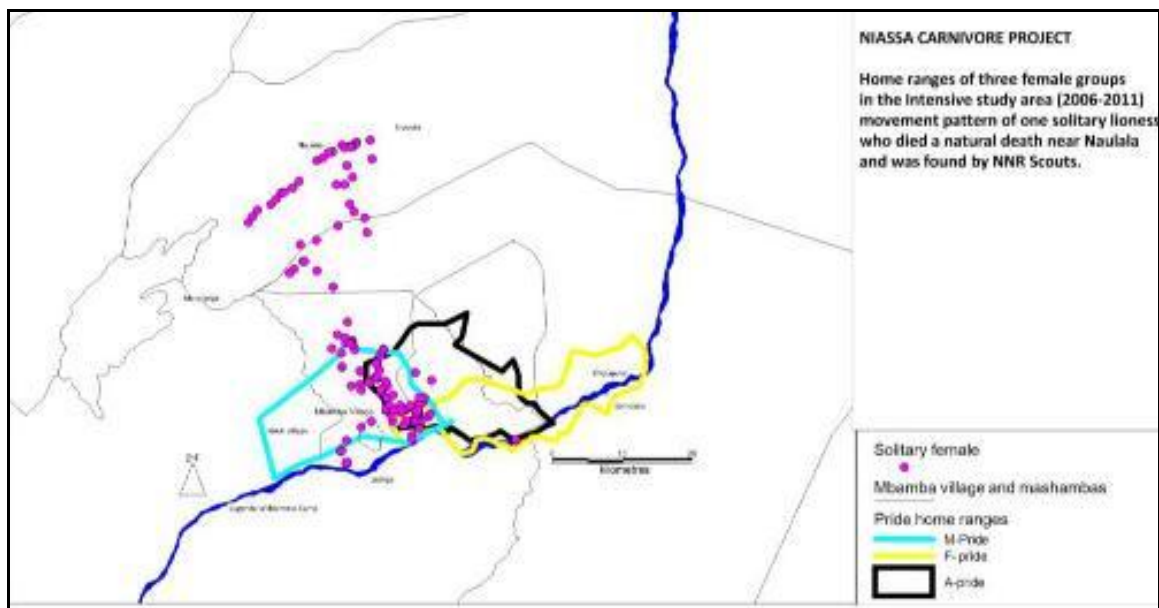 NIASSA CARNIVORE PROJECT
Home ranges of three female groups
in the Intensive study area (2006-2011)
movement pattern of one solitary lioness
who died a natural death near Naulala
and was found by NNR Scouts.
Mbamba Village
kilometres
Solitary female
Mbamba village and mashambas
Pride home ranges
M-Pride
F- pride
A-pride